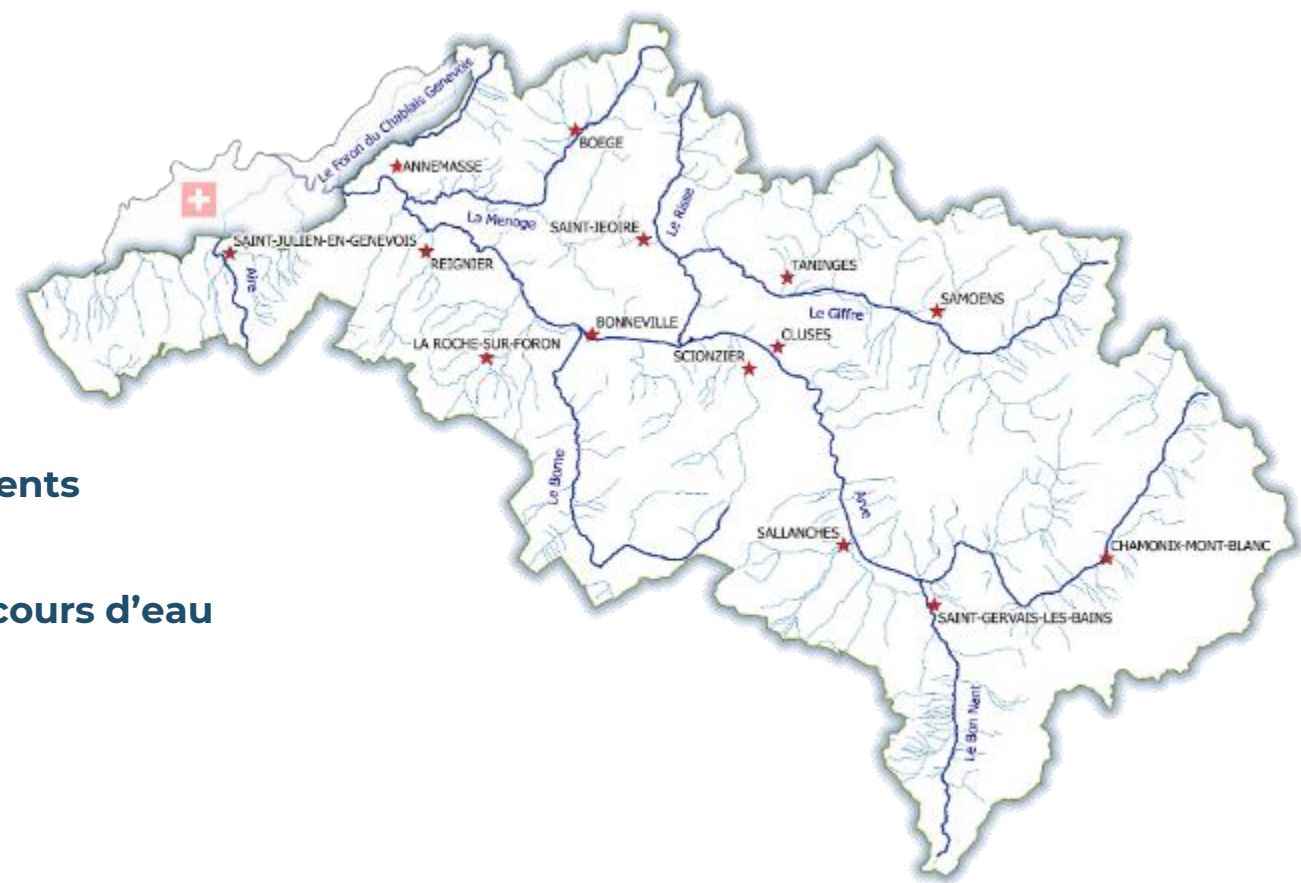 Le Foron du Chablais Genevois
BOEGE
ANNEMASSE
Le Risse
La Menoge
SAINT-JEOIRE
SAINT-JULIEN-EN-GENEVOIS
REIGNIER
Aire
TANINGES
SAMOENS
Le Giffre
BONNEVILLE
CLUSES
LA ROCHE-SUR-FORON
SCIONZIER
Le Borne
ents
Arve
SALLANCHES
CHAMONIX-MONT-BLANC
cours d’eau
SAINT-GERVAIS-LES-BAINS
Le Bon Nant